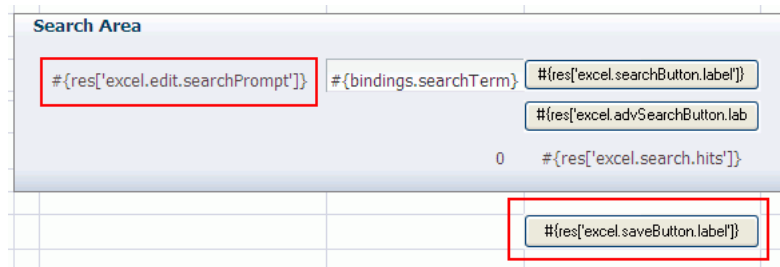 Search Area
#{res['excel.edit.searchPrompt']} #{bindings.searchTerm} #{res['excel.searchButton.label']}
#{res['excel.advSearchButton.lab
0 #{res['excel.search.hits']}
#{res['excel.saveButton.label']}